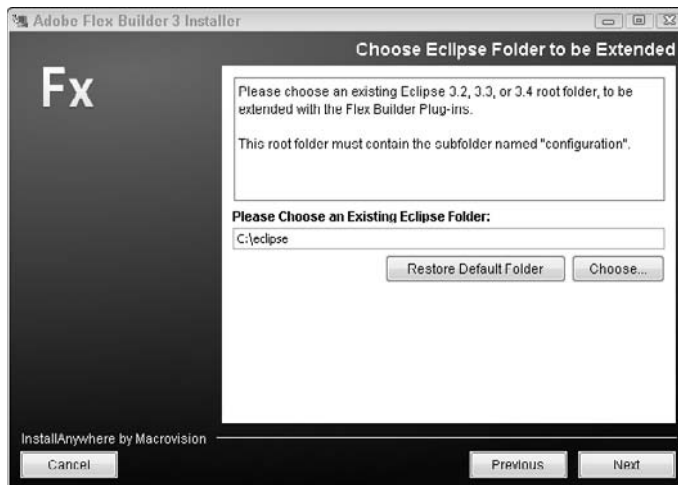 Adobe Flex Builder 3 Installer
Choose Eclipse Folder to be Extended
Fx
Please choose an existing Eclipse 3.2, 3.3, or 3.4 root folder, to be
extended with the Flex Builder Plug-ins.
This root folder must contain the subfolder named "configuration".
Please Choose an Existing Eclipse Folder:
C:\eclipse
Restore Default Folder
Choose...
InstallAnywhere by Macrovision
Cancel
Previous
Next